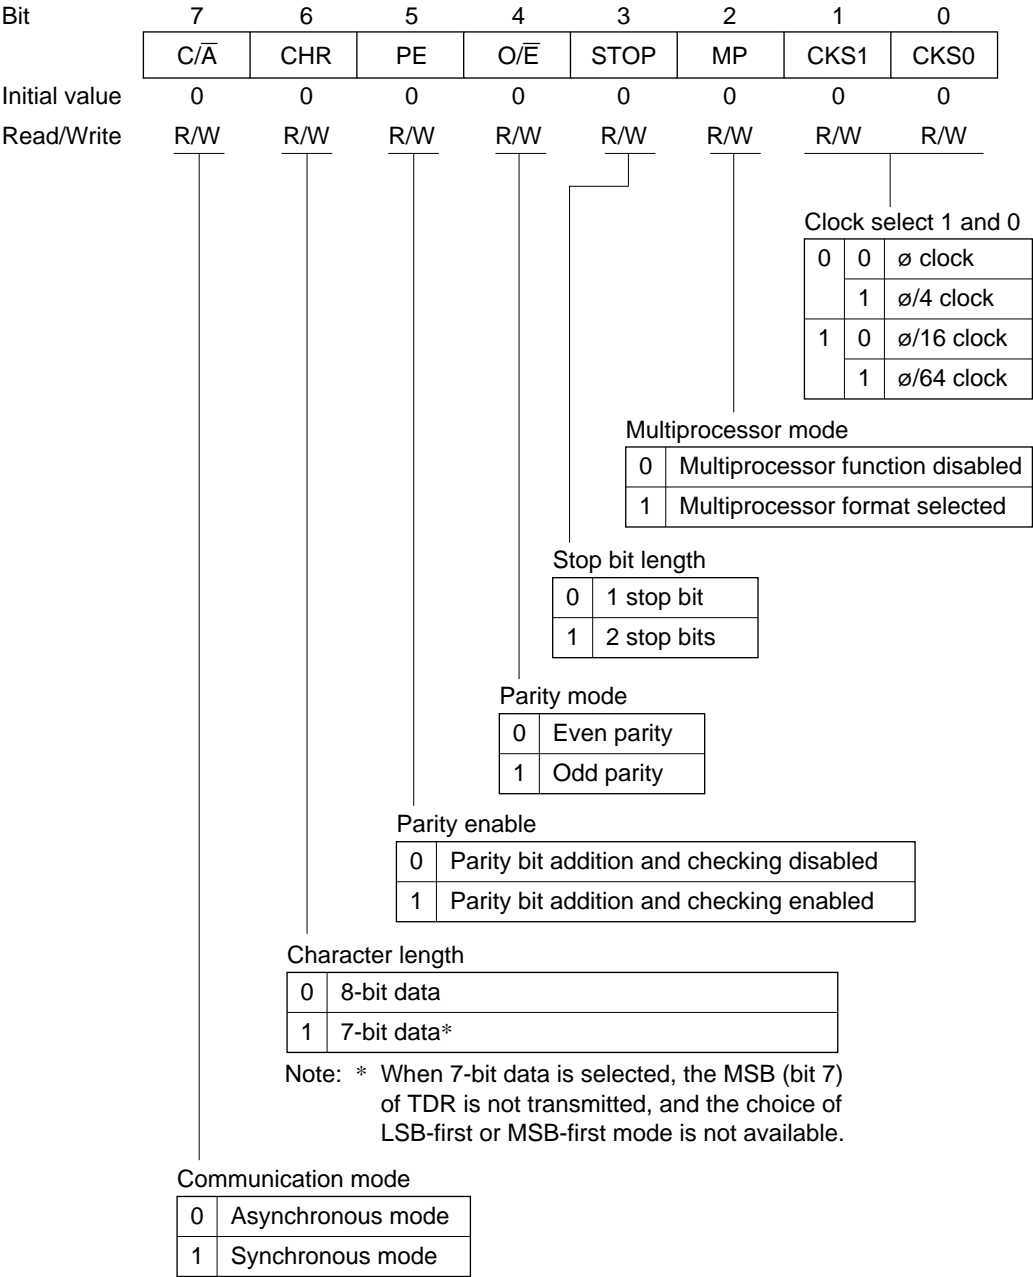 Bit 7 6 5 4 3 2 1 0
C/A̅ CHR PE O/E̅ STOP MP CKS1 CKS0
Initial value 0 0 0 0 0 0 0 0
Read/Write R/W R/W R/W R/W R/W R/W R/W R/W
Clock select 1 and 0
0 0 ø clock
1 ø/4 clock
1 0 ø/16 clock
1 ø/64 clock
Multiprocessor mode
0 Multiprocessor function disabled
1 Multiprocessor format selected
Stop bit length
0 1 stop bit
1 2 stop bits
Parity mode
0 Even parity
1 Odd parity
Parity enable
0 Parity bit addition and checking disabled
1 Parity bit addition and checking enabled
Character length
0 8-bit data
1 7-bit data*
Note: * When 7-bit data is selected, the MSB (bit 7)
of TDR is not transmitted, and the choice of
LSB-first or MSB-first mode is not available.
Communication mode
0 Asynchronous mode
1 Synchronous mode